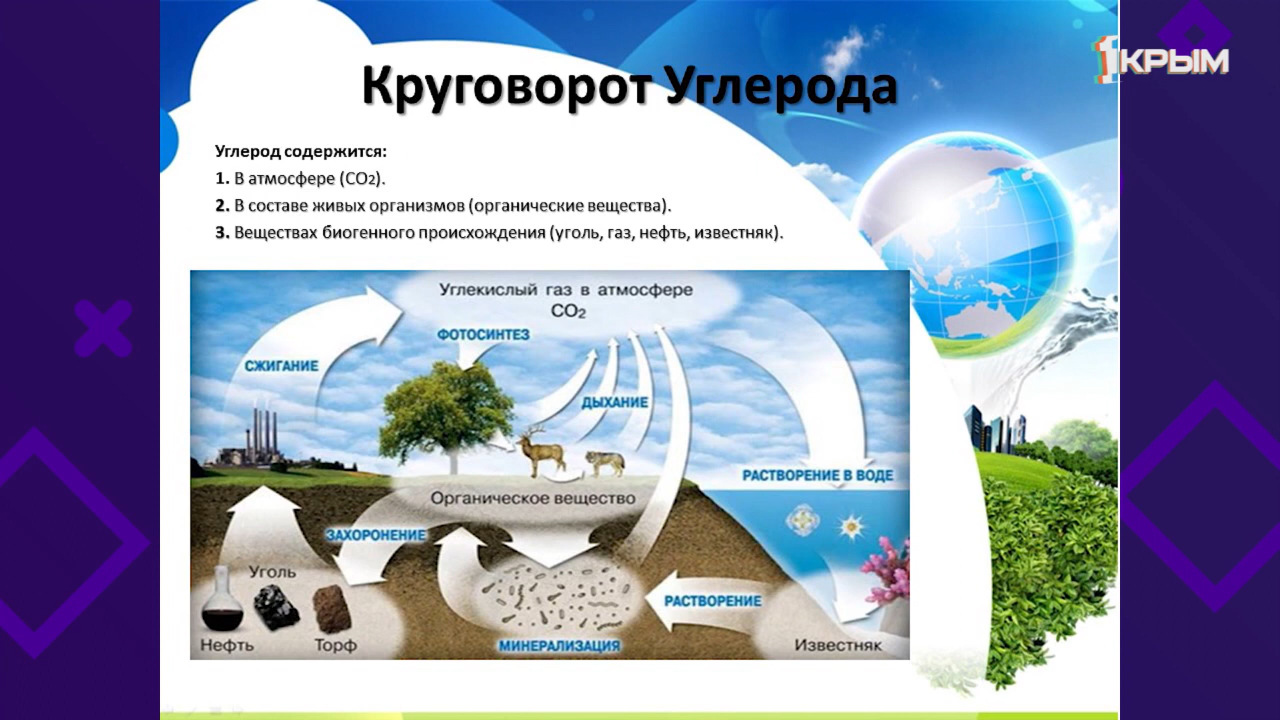 1КРЫМ
Круговорот Углерода
Углерод содержится:
1. В атмосфере (СО2).
2. В составе живых организмов (органические вещества).
3. Веществах биогенного происхождения (уголь, газ, нефть, известняк).
Углекислый газ в атмосфере
СО2
ФОТОСИНТЕЗ
СЖИГАНИЕ
ДЫХАНИЕ
РАСТВОРЕНИЕ В ВОДЕ
Органическое вещество
ЗАХОРОНЕНИЕ
Уголь
РАСТВОРЕНИЕ
Нефть
Торф
МИНЕРАЛИЗАЦИЯ
Известняк